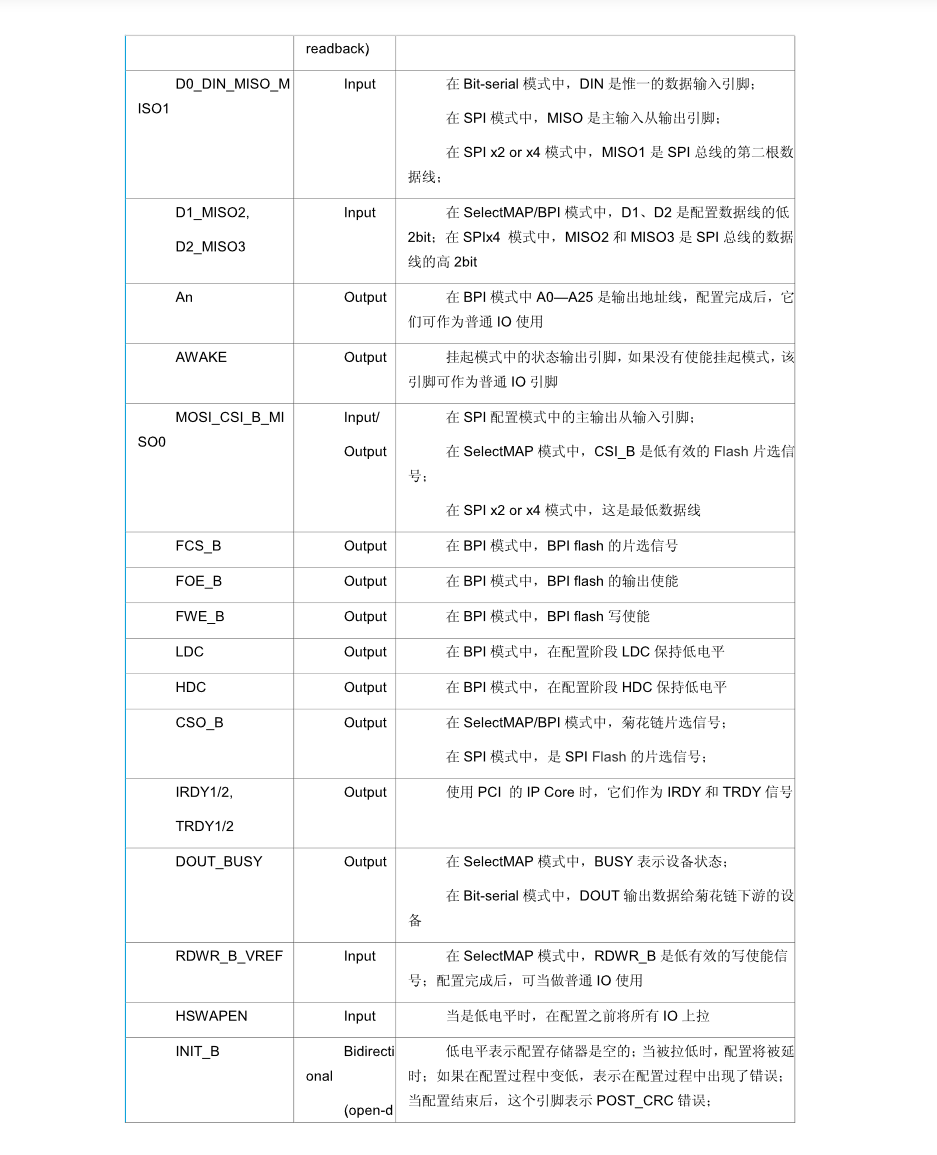 readback)
D0_DIN_MISO_M
ISO1
Input
在 Bit-serial 模式中，DIN 是惟一的数据输入引脚；
在 SPI 模式中，MISO 是主输入从输出引脚；
在 SPI x2 or x4 模式中，MISO1 是 SPI 总线的第二根数
据线；
D1_MISO2,
D2_MISO3
Input
在 SelectMAP/BPI 模式中，D1、D2 是配置数据线的低
2bit；在 SPIx4 模式中，MISO2 和 MISO3 是 SPI 总线的数据
线的高 2bit
An
Output
在 BPI 模式中 A0—A25 是输出地址线，配置完成后，它
们可作为普通 IO 使用
AWAKE
Output
挂起模式中的状态输出引脚，如果没有使能挂起模式，该
引脚可作为普通 IO 引脚
MOSI_CSI_B_MI
SO0
Input/
Output
在 SPI 配置模式中的主输出从输入引脚；
在 SelectMAP 模式中，CSI_B 是低有效的 Flash 片选信
号；
在 SPI x2 or x4 模式中，这是最低数据线
FCS_B
Output
在 BPI 模式中，BPI flash 的片选信号
FOE_B
Output
在 BPI 模式中，BPI flash 的输出使能
FWE_B
Output
在 BPI 模式中，BPI flash 写使能
LDC
Output
在 BPI 模式中，在配置阶段 LDC 保持低电平
HDC
Output
在 BPI 模式中，在配置阶段 HDC 保持低电平
CSO_B
Output
在 SelectMAP/BPI 模式中，菊花链片选信号；
在 SPI 模式中，是 SPI Flash 的片选信号；
IRDY1/2,
TRDY1/2
Output
使用 PCI 的 IP Core 时，它们作为 IRDY 和 TRDY 信号
DOUT_BUSY
Output
在 SelectMAP 模式中，BUSY 表示设备状态；
在 Bit-serial 模式中，DOUT 输出数据给菊花链下游的设
备
RDWR_B_VREF
Input
在 SelectMAP 模式中，RDWR_B 是低有效的写使能信
号；配置完成后，可当做普通 IO 使用
HSWAPEN
Input
当是低电平时，在配置之前将所有 IO 上拉
INIT_B
Bidirecti
onal
(open-d
低电平表示配置存储器是空的；当被拉低时，配置将被延
时；如果在配置过程中变低，表示在配置过程中出现了错误；
当配置结束后，这个引脚表示 POST_CRC 错误；